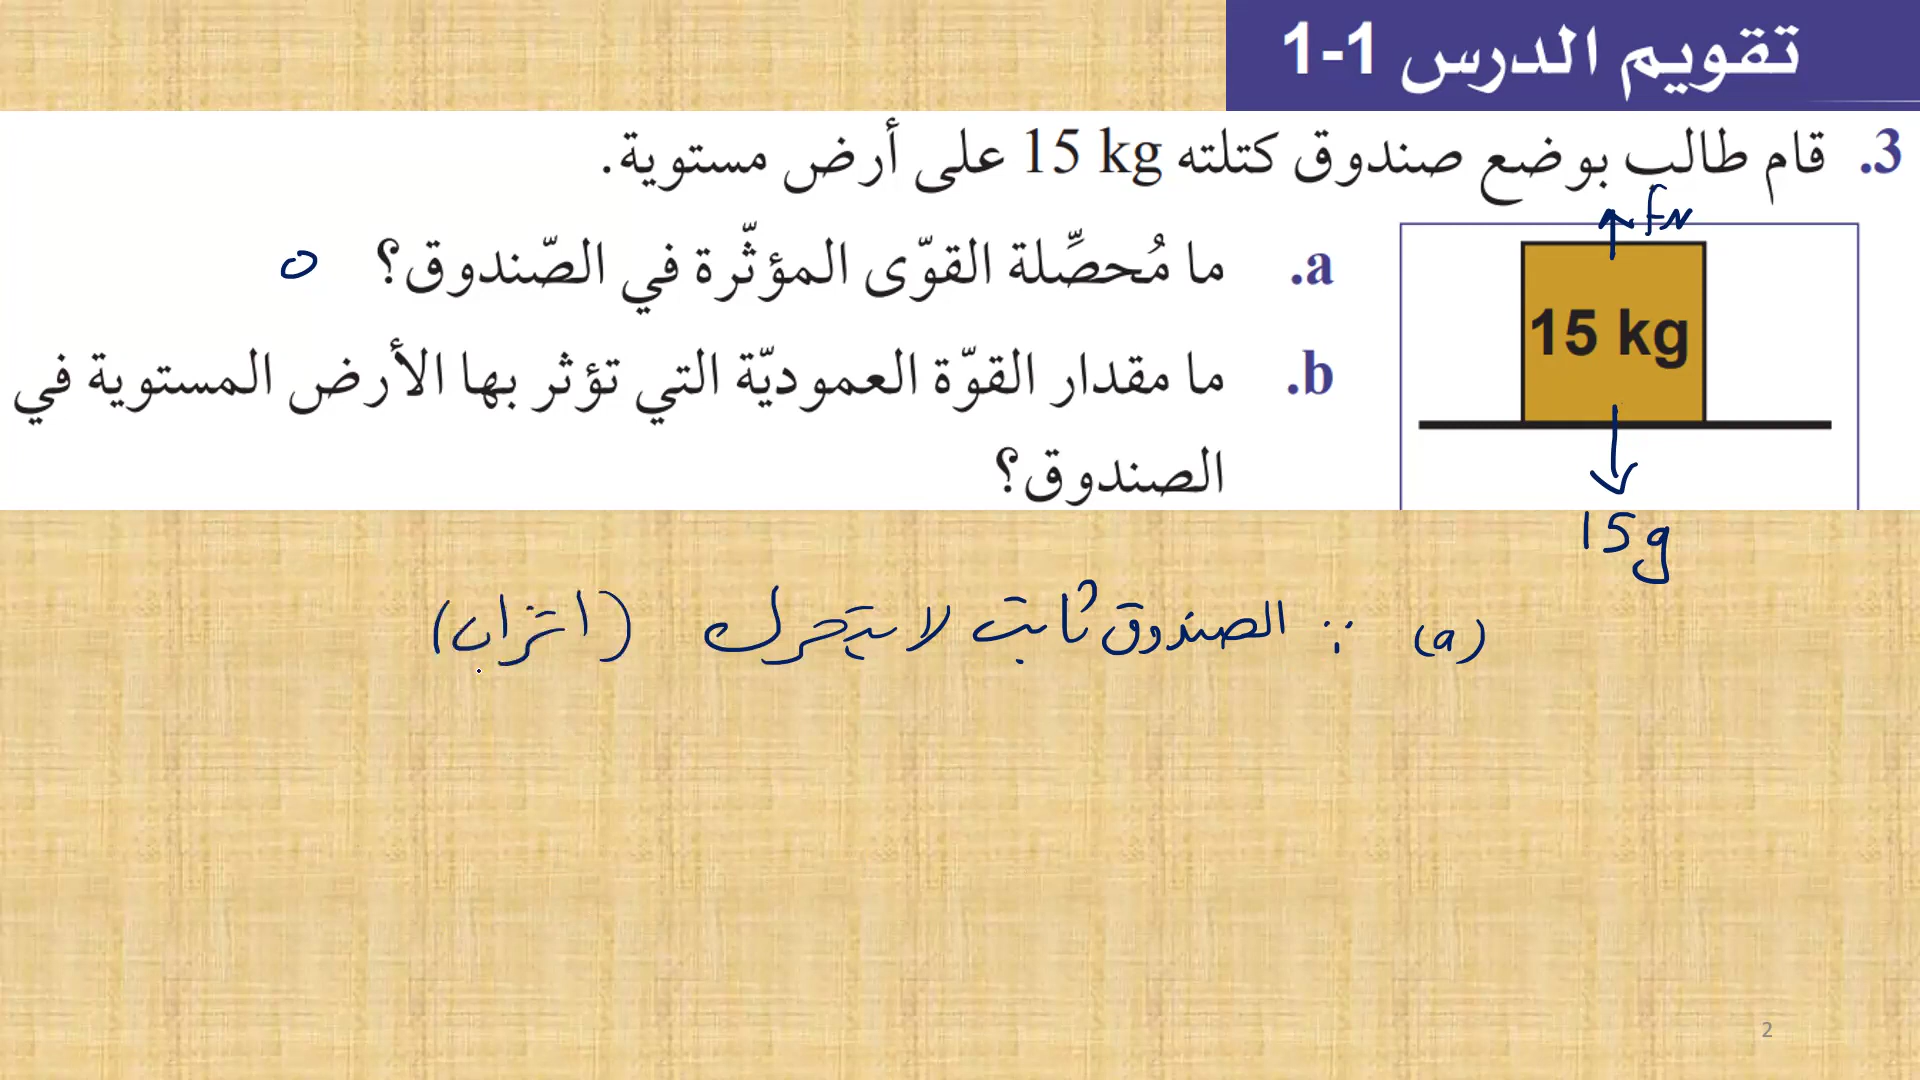 تقويم الدرس 1-1
3. قام طالب بوضع صندوق كتلته 15 kg على أرض مستوية.
a. ما مُحصِّلة القوّى المؤثّرة في الصّندوق؟ 0
b. ما مقدار القوّة العموديّة التي تؤثر بها الأرض المستوية في
الصندوق؟
FN
15 kg
15g
(a) ∵ الصندوق ثابت لا يتحرك (اتزان)
2